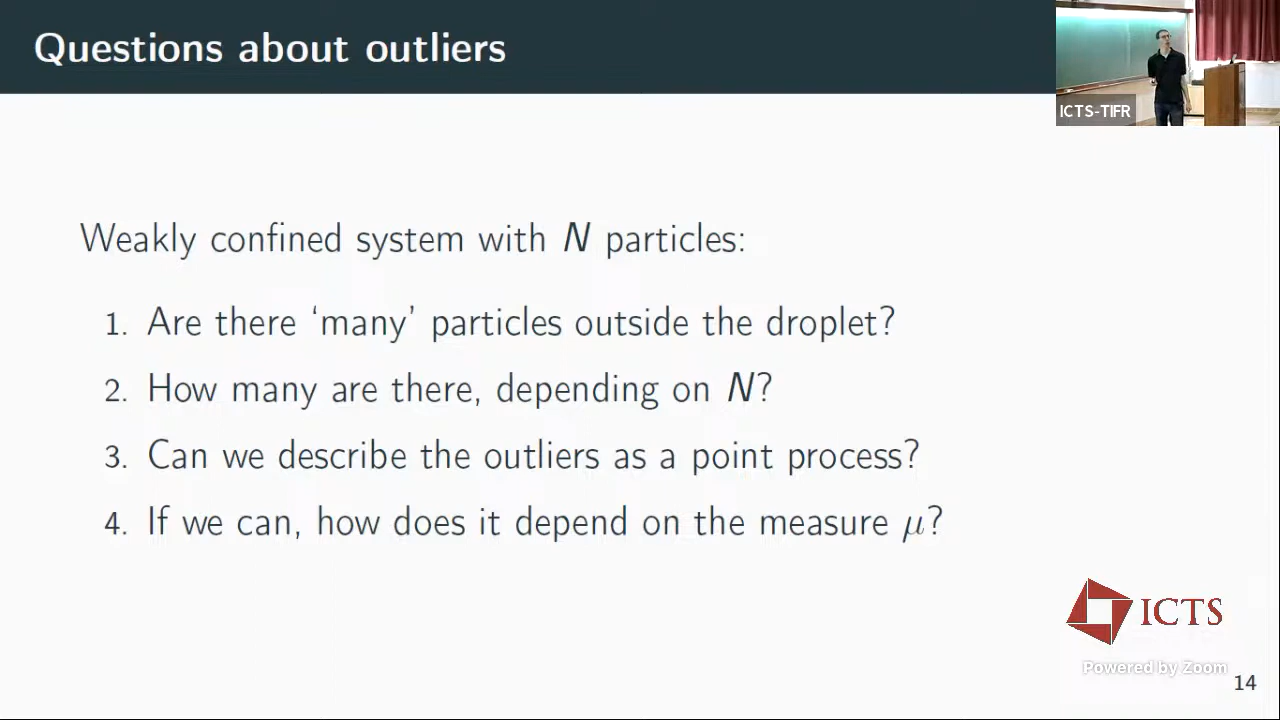 Questions about outliers
ICTS-TIFR
Weakly confined system with N particles:
1. Are there ‘many’ particles outside the droplet?
2. How many are there, depending on N?
3. Can we describe the outliers as a point process?
4. If we can, how does it depend on the measure μ?
ICTS
Powered by Zoom
14